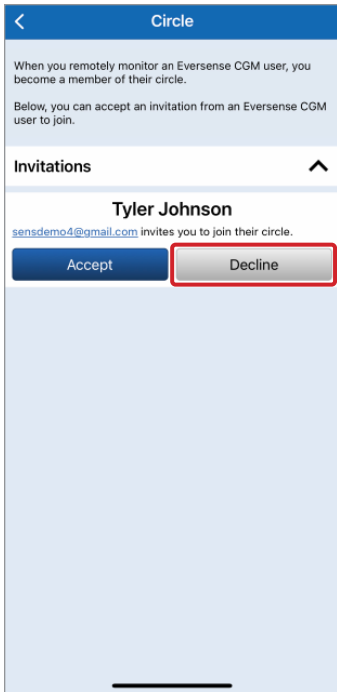 Circle
When you remotely monitor an Eversense CGM user, you
become a member of their circle.
Below, you can accept an invitation from an Eversense CGM
user to join.
Invitations
Tyler Johnson
sensdemo4@gmail.com invites you to join their circle.
Accept
Decline